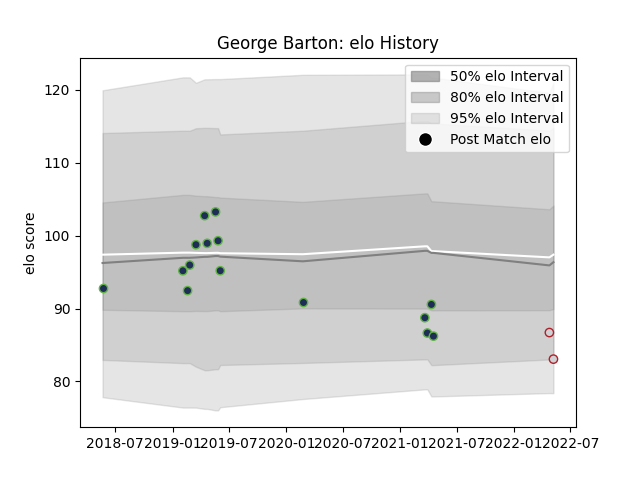 George Barton: elo History
50% elo Interval
80% elo Interval
95% elo Interval
Post Match elo
elo score
120
110
100
90
80
2018-07
2019-01
2019-07
2020-01
2020-07
2021-01
2021-07
2022-01
2022-07